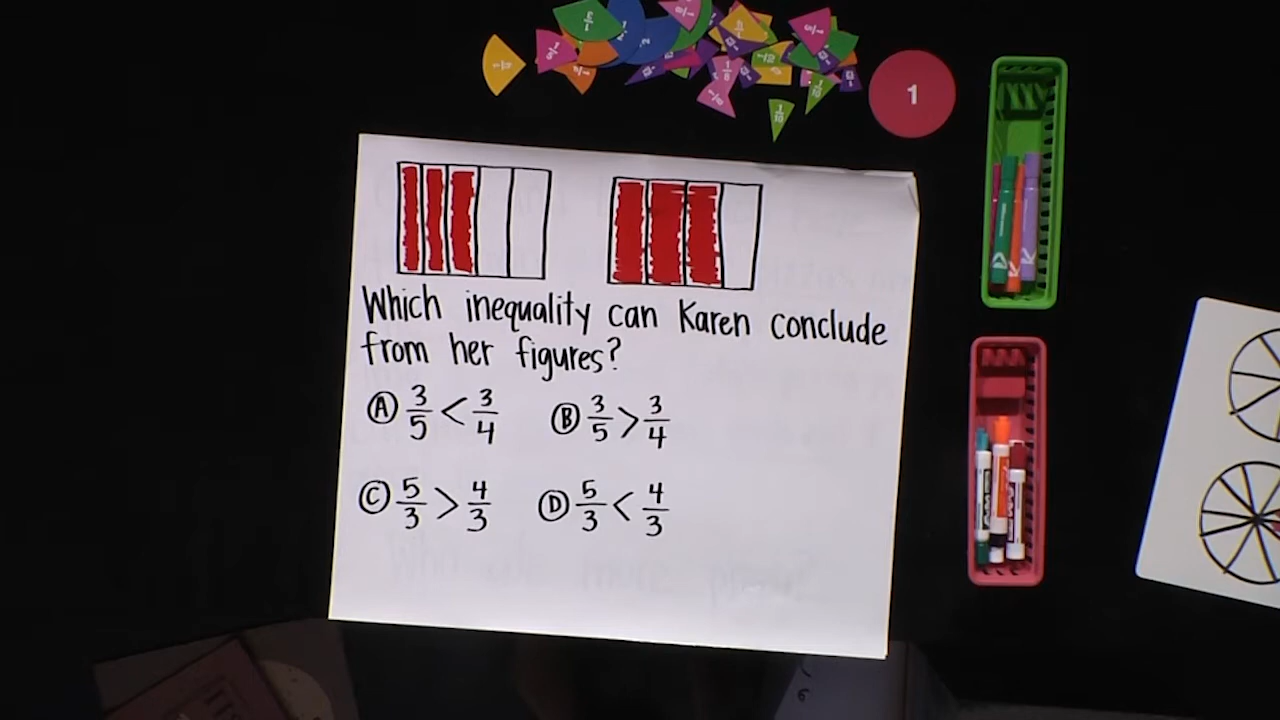 1
Which inequality can Karen conclude
from her figures?
A 3/5 < 3/4 B 3/5 > 3/4
C 5/3 > 4/3 D 5/3 < 4/3